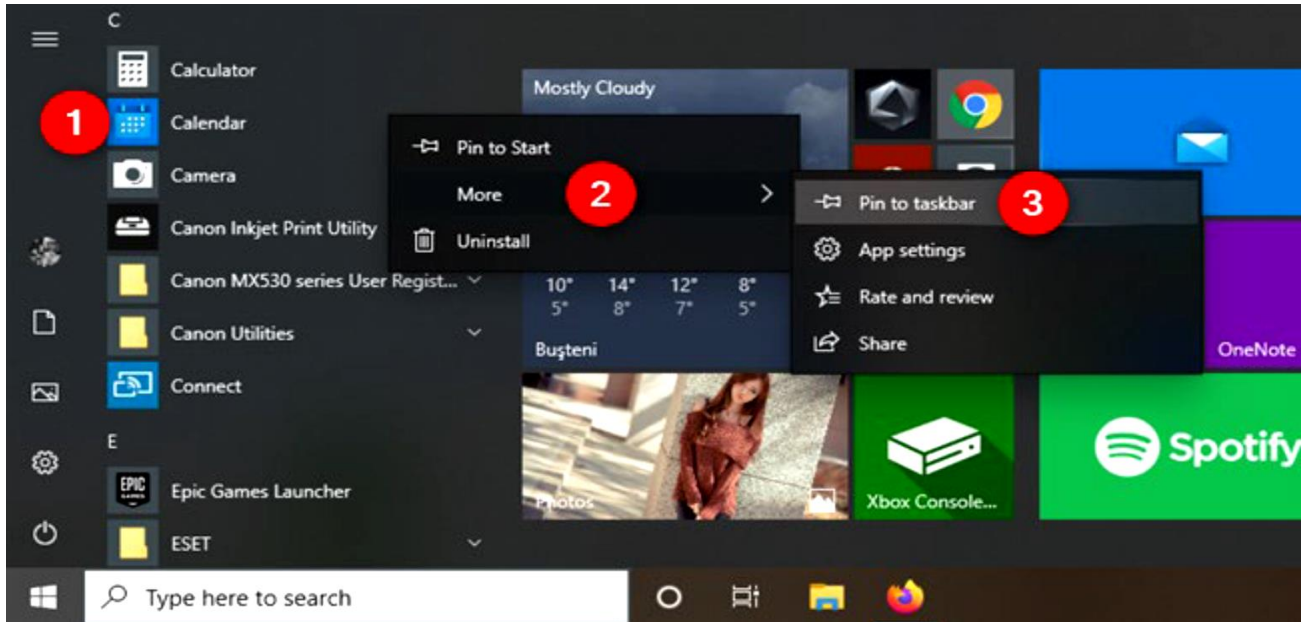 C
Calculator
1
Calendar
Camera
Canon Inkjet Print Utility
Canon MX530 series User Regist...
Canon Utilities
Connect
E
EPIC
GAMES
Epic Games Launcher
ESET
Mostly Cloudy
Pin to Start
More
2
Uninstall
Pin to taskbar
3
App settings
Rate and review
Share
10° 14° 12° 8°
5° 8° 7° 5°
Bușteni
OneNote
Photos
Xbox Console...
Spotify
Type here to search